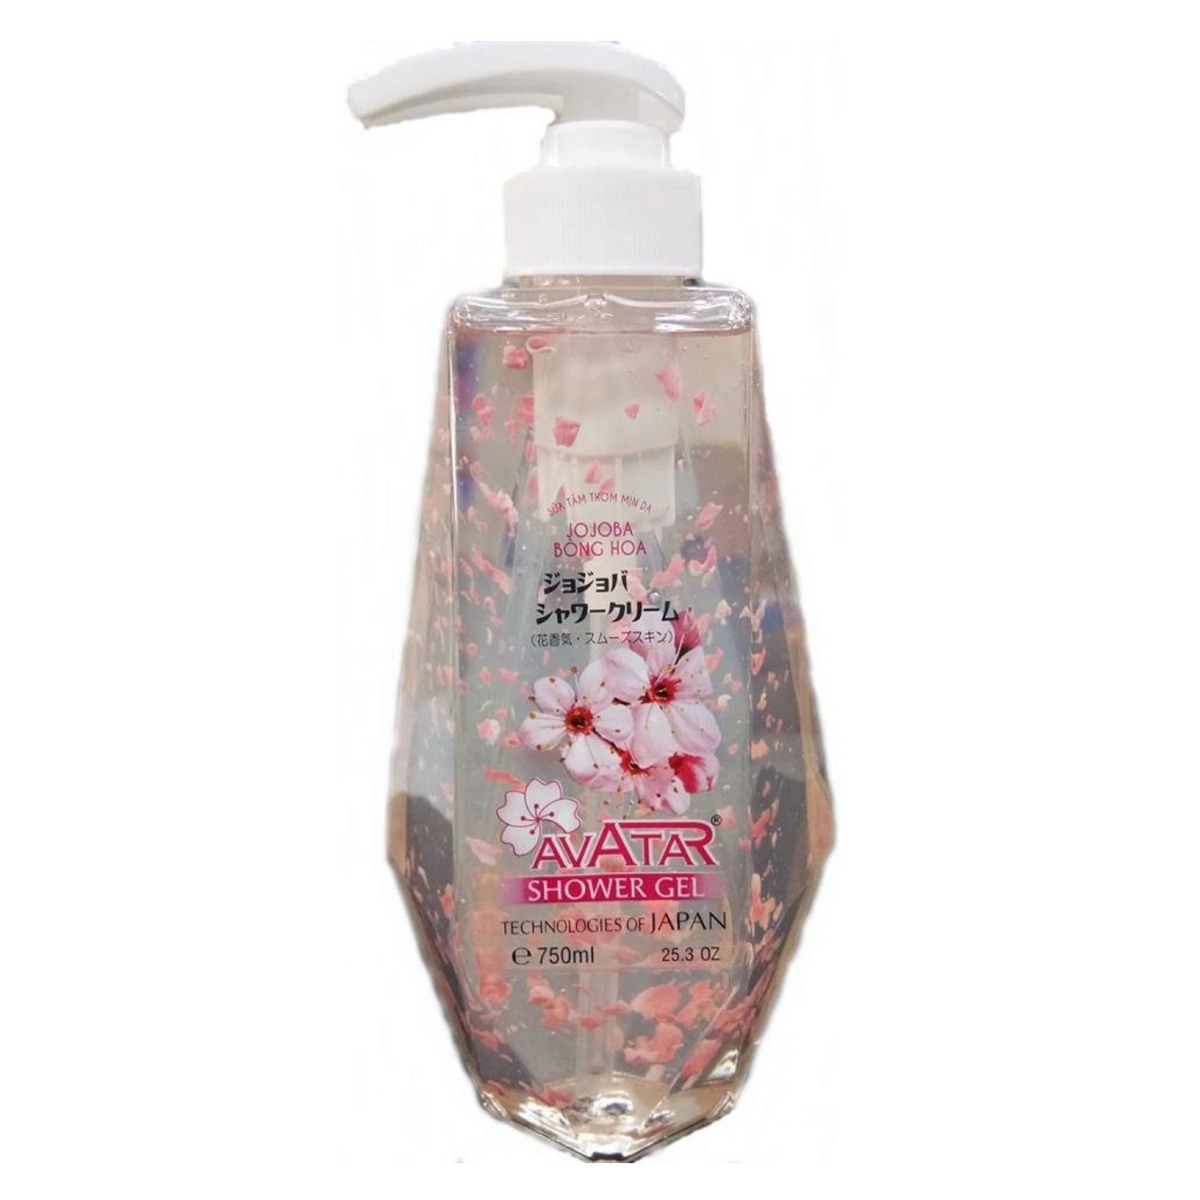 SỮA TẮM THƠM MỊN DA
JOJOBA
BÔNG HOA
ジョジョバ
シャワークリーム
（花香気・スムーズスキン）
AVATAR®
SHOWER GEL
TECHNOLOGIES OF JAPAN
℮ 750ml 25.3 OZ